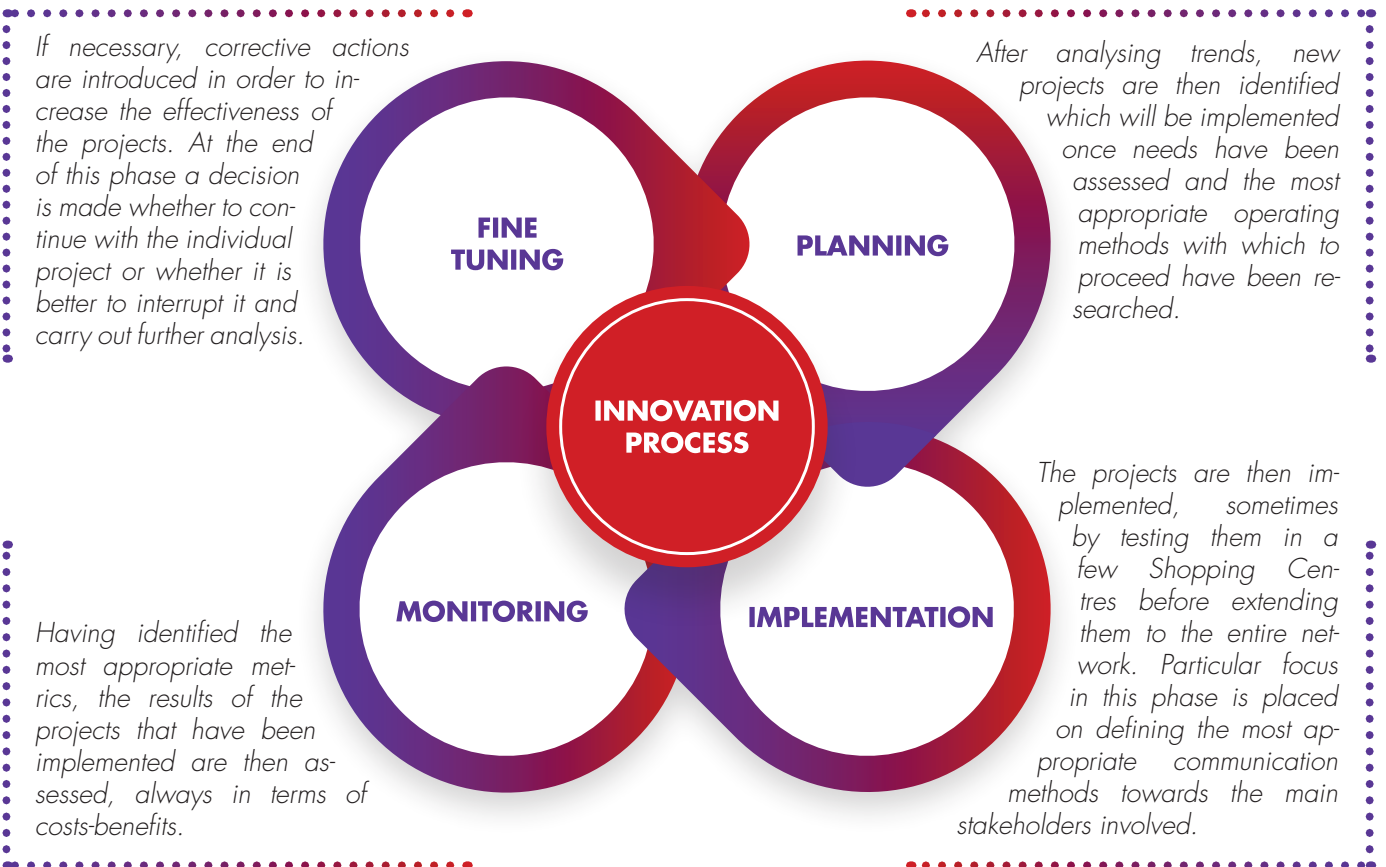 If necessary, corrective actions
are introduced in order to in-
crease the effectiveness of
the projects. At the end
of this phase a decision
is made whether to con-
tinue with the individual
project or whether it is
better to interrupt it and
carry out further analysis.
FINE
TUNING
PLANNING
After analysing trends, new
projects are then identified
which will be implemented
once needs have been
assessed and the most
appropriate operating
methods with which to
proceed have been re-
searched.
INNOVATION
PROCESS
Having identified the
most appropriate met-
rics, the results of the
projects that have been
implemented are then as-
sessed, always in terms of
costs-benefits.
MONITORING
IMPLEMENTATION
The projects are then im-
plemented, sometimes
by testing them in a
few Shopping Cen-
tres before extending
them to the entire net-
work. Particular focus
in this phase is placed
on defining the most ap-
propriate communication
methods towards the main
stakeholders involved.